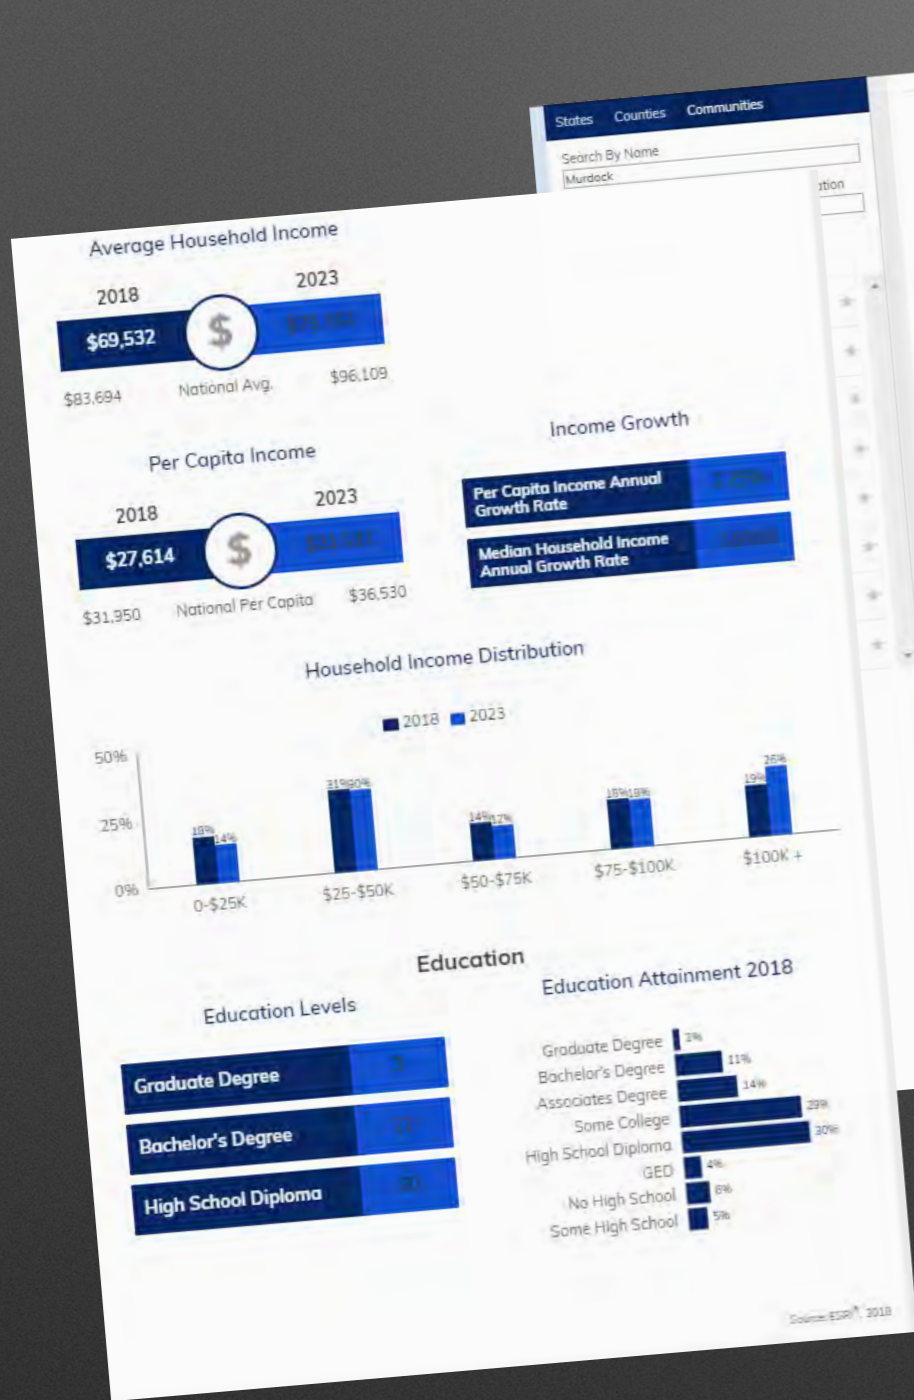 States Counties Communities
Search By Name
Murdock
Average Household Income
2018 2023
$69,532 $
$83,694 National Avg. $96,109
Per Capita Income
2018 2023
$27,614 $
$31,950 National Per Capita $36,530
Income Growth
Per Capita Income Annual
Growth Rate
Median Household Income
Annual Growth Rate
Household Income Distribution
2018 2023
50%
25%
0%
18% 14%
31% 30%
14% 12%
18% 18%
19% 26%
0-$25K $25-$50K $50-$75K $75-$100K $100K +
Education
Education Levels
Graduate Degree
Bachelor's Degree
High School Diploma
Education Attainment 2018
Graduate Degree
Bachelor's Degree 11%
Associates Degree 14%
Some College 29%
High School Diploma 30%
GED 4%
No High School 6%
Some High School 5%
Source: ESRI®, 2018